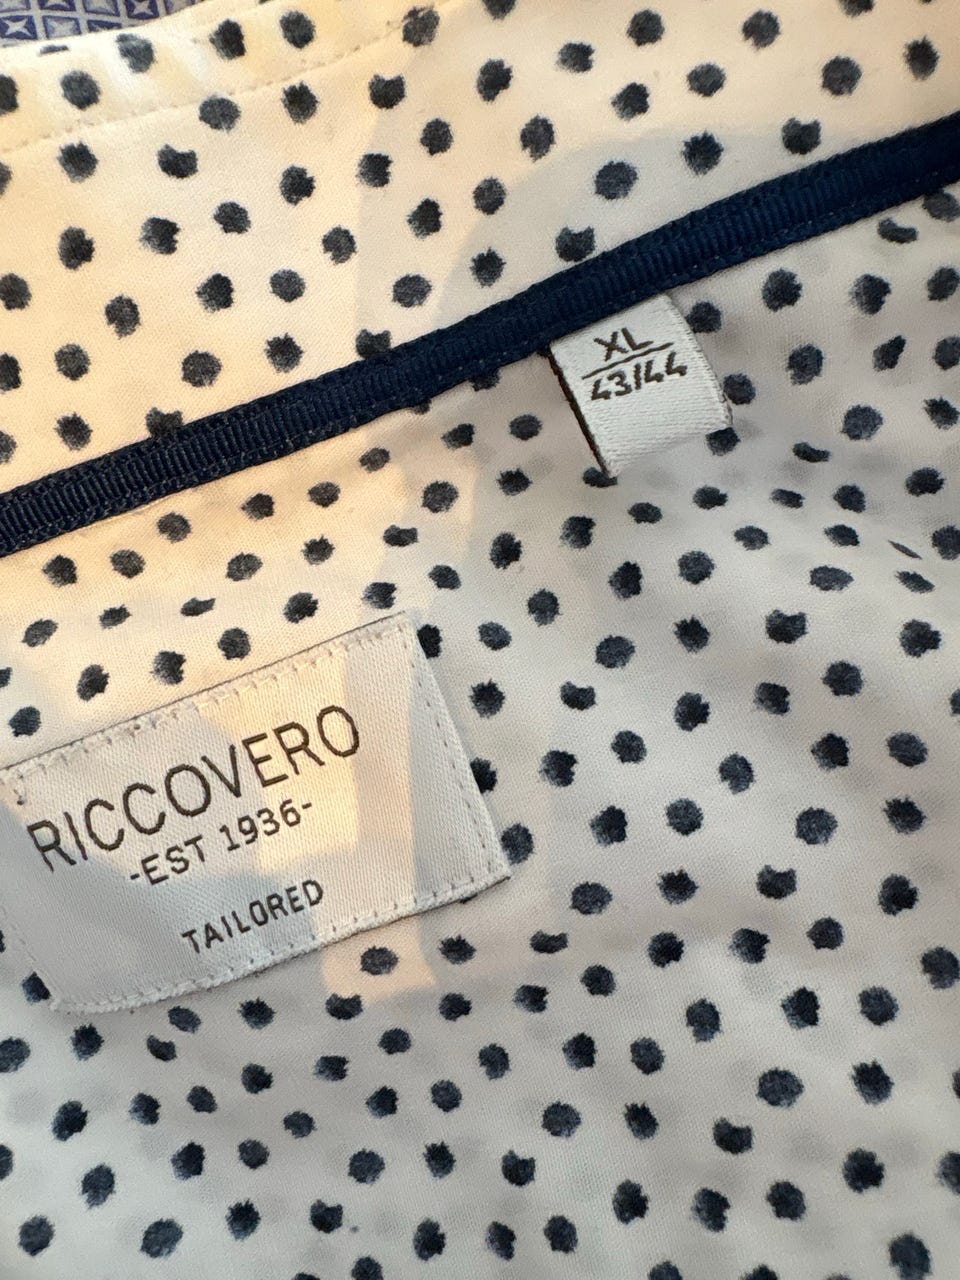 XL
43/44
RICCOVERO
-EST 1936-
TAILORED